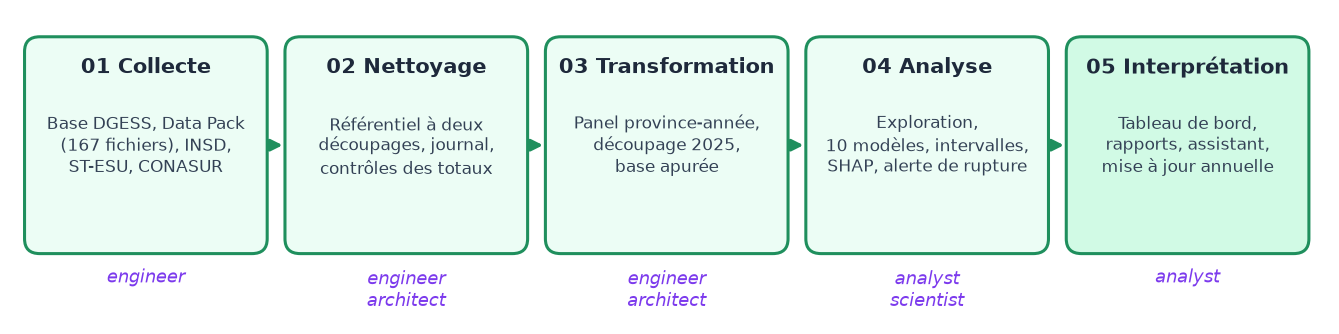 01 Collecte
Base DGESS, Data Pack
(167 fichiers), INSD,
ST-ESU, CONASUR
engineer
02 Nettoyage
Référentiel à deux
découpages, journal,
contrôles des totaux
engineer
architect
03 Transformation
Panel province-année,
découpage 2025,
base apurée
engineer
architect
04 Analyse
Exploration,
10 modèles, intervalles,
SHAP, alerte de rupture
analyst
scientist
05 Interprétation
Tableau de bord,
rapports, assistant,
mise à jour annuelle
analyst